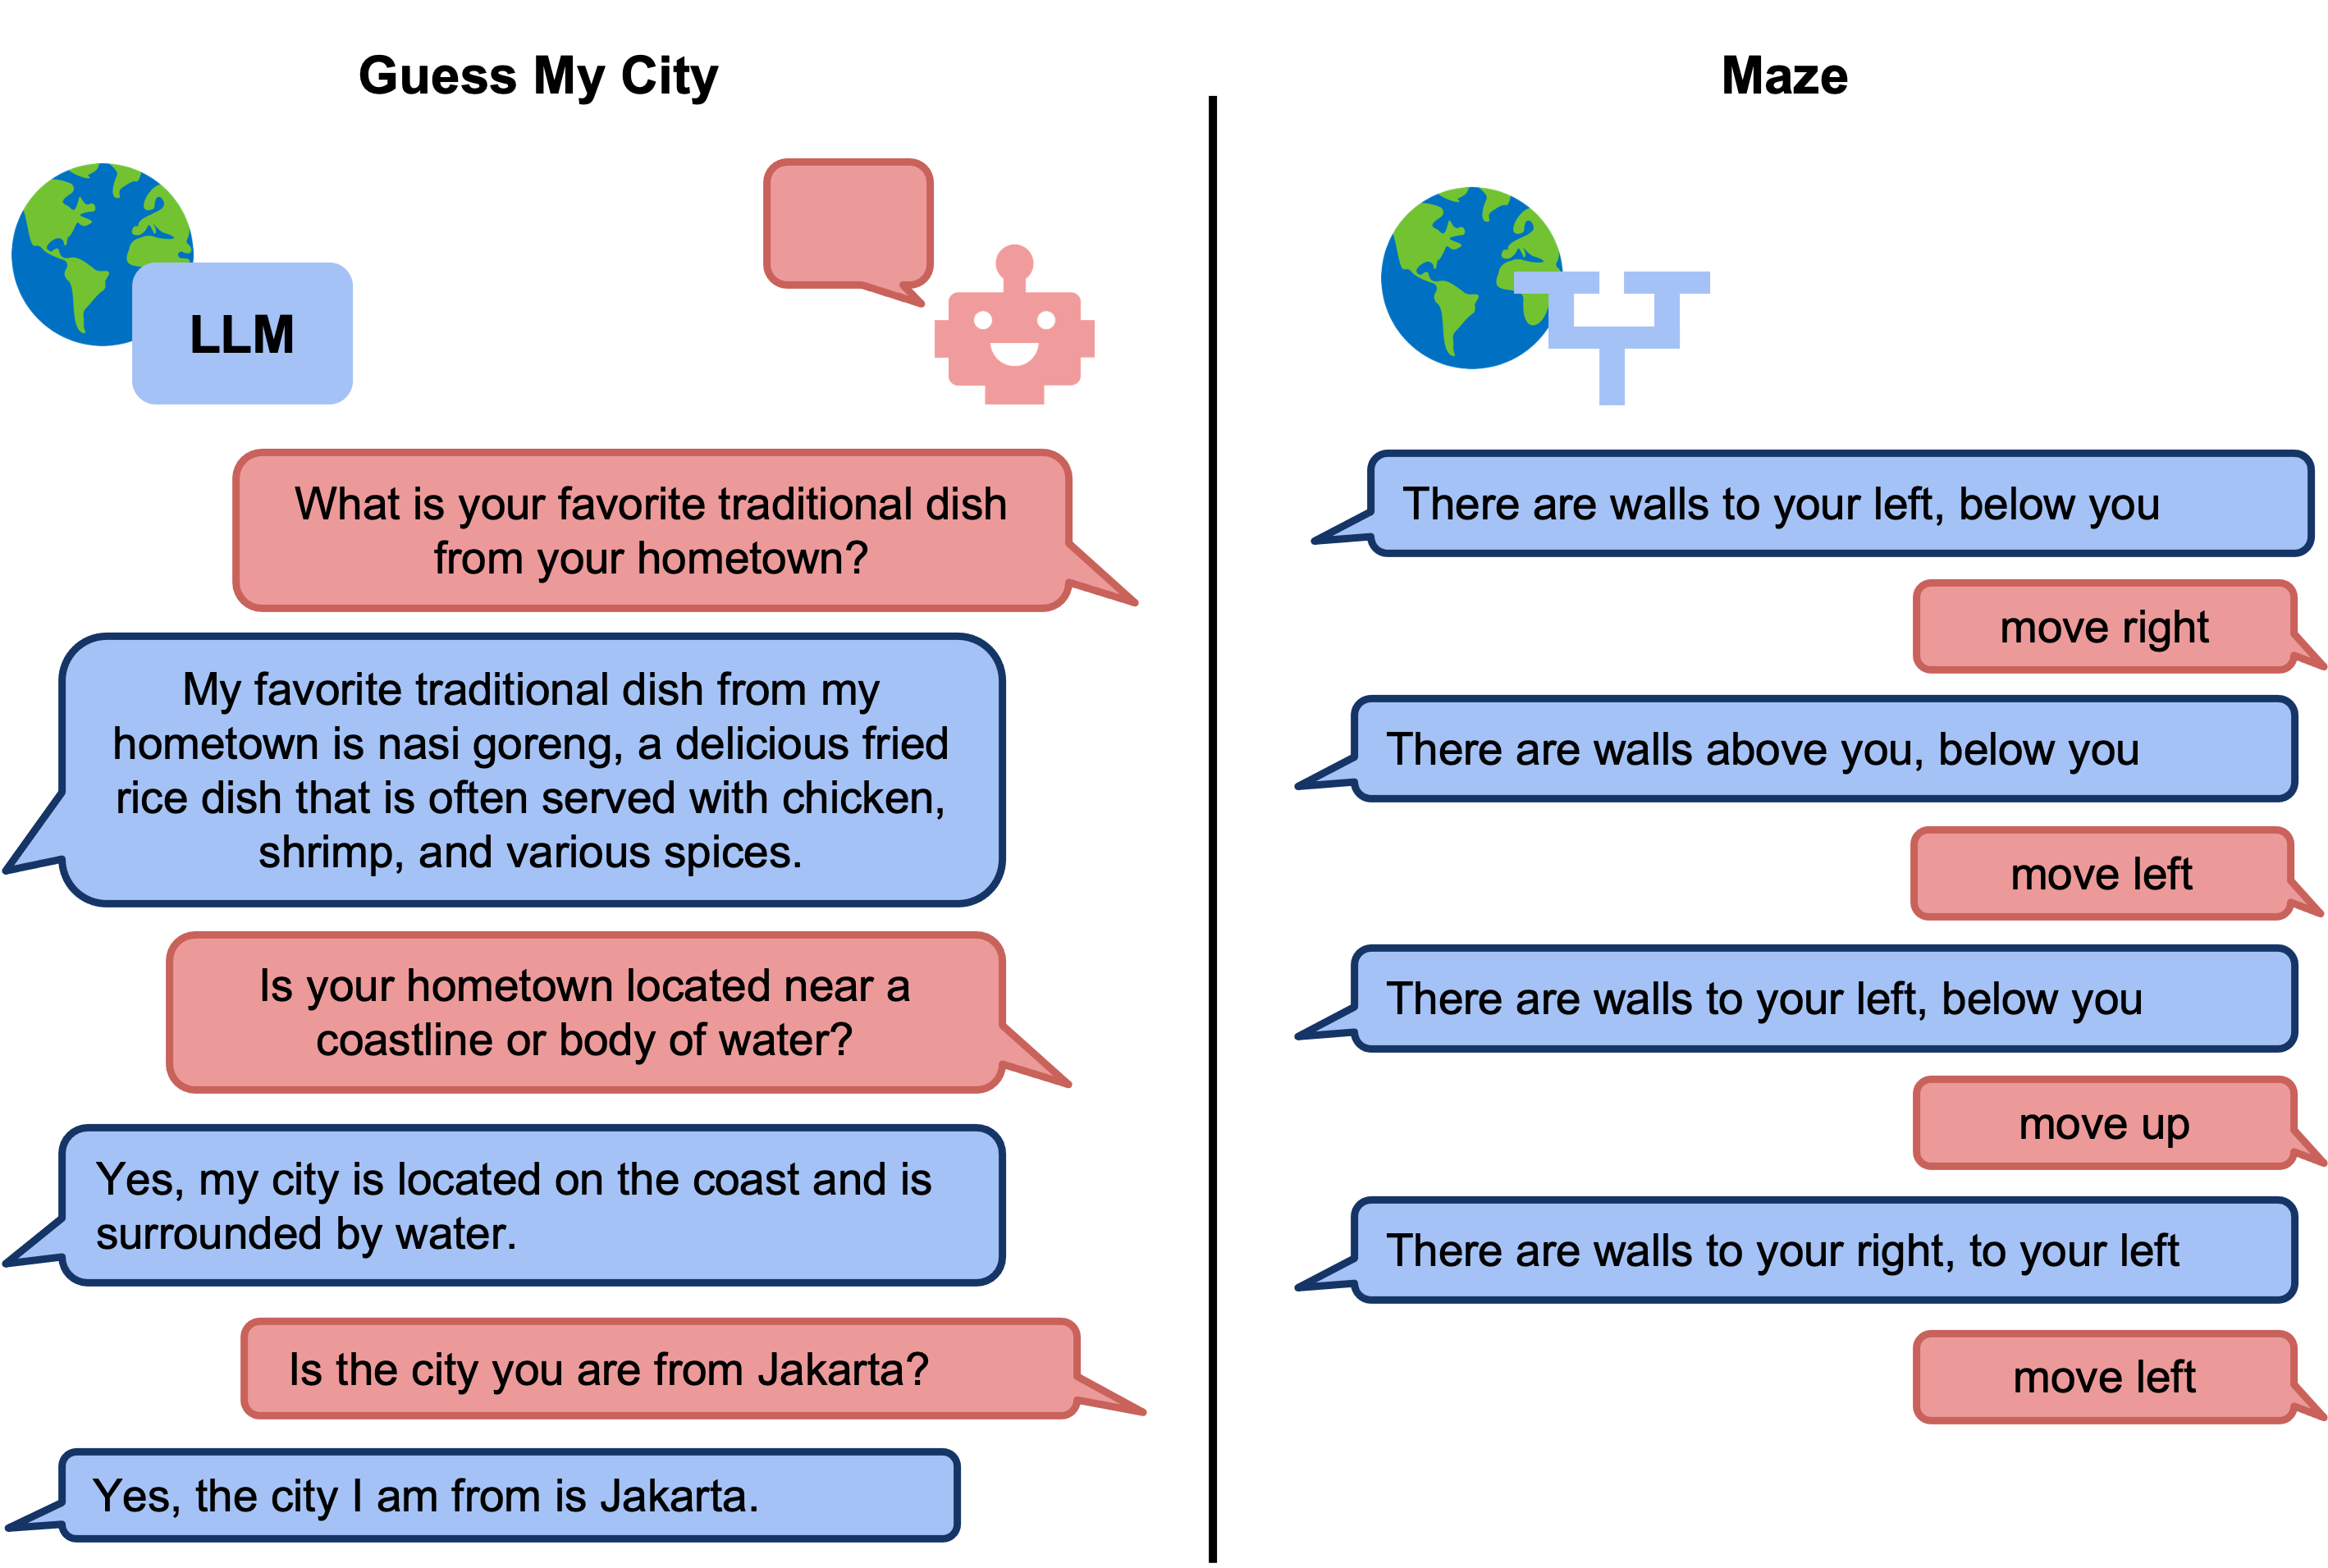 Guess My City
LLM
What is your favorite traditional dish
from your hometown?
My favorite traditional dish from my
hometown is nasi goreng, a delicious fried
rice dish that is often served with chicken,
shrimp, and various spices.
Is your hometown located near a
coastline or body of water?
Yes, my city is located on the coast and is
surrounded by water.
Is the city you are from Jakarta?
Yes, the city I am from is Jakarta.
Maze
There are walls to your left, below you
move right
There are walls above you, below you
move left
There are walls to your left, below you
move up
There are walls to your right, to your left
move left